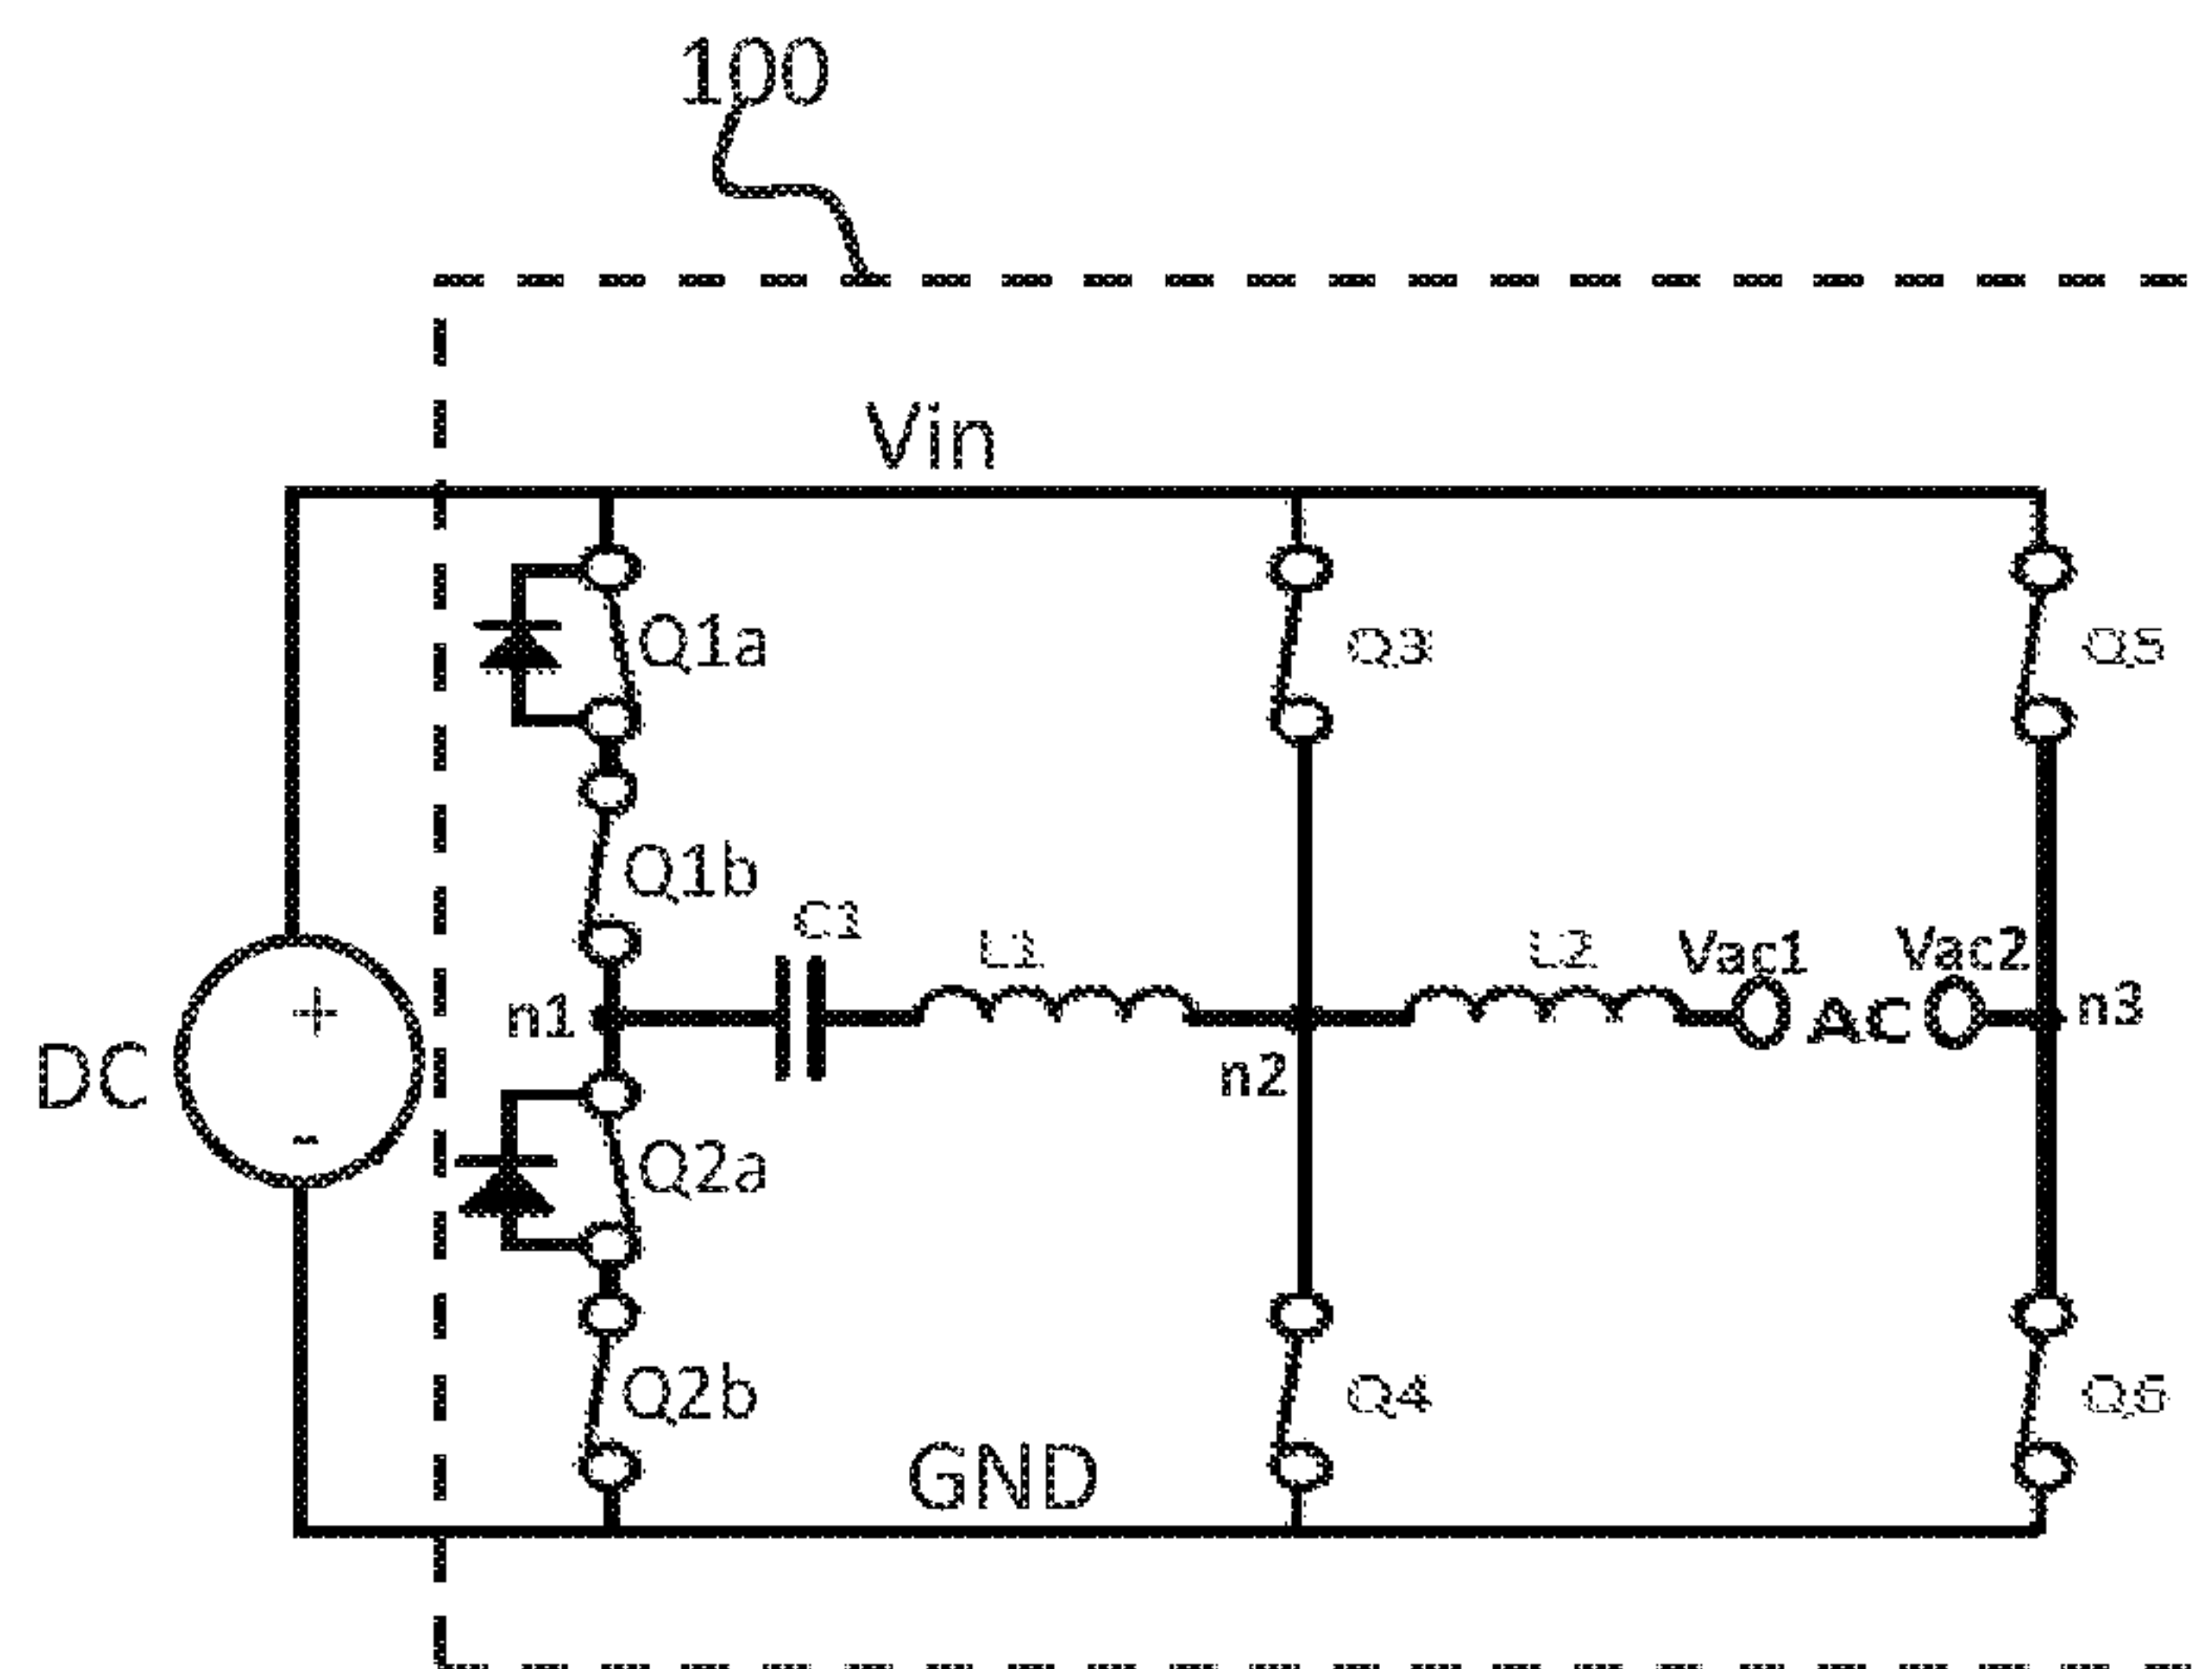 100
Vin
Q1a
Q3
Q5
Q1b
C1
L1
L2
Vac1
Vac2
n1
+
AC
n3
DC
n2
-
Q2a
Q2b
Q4
Q6
GND